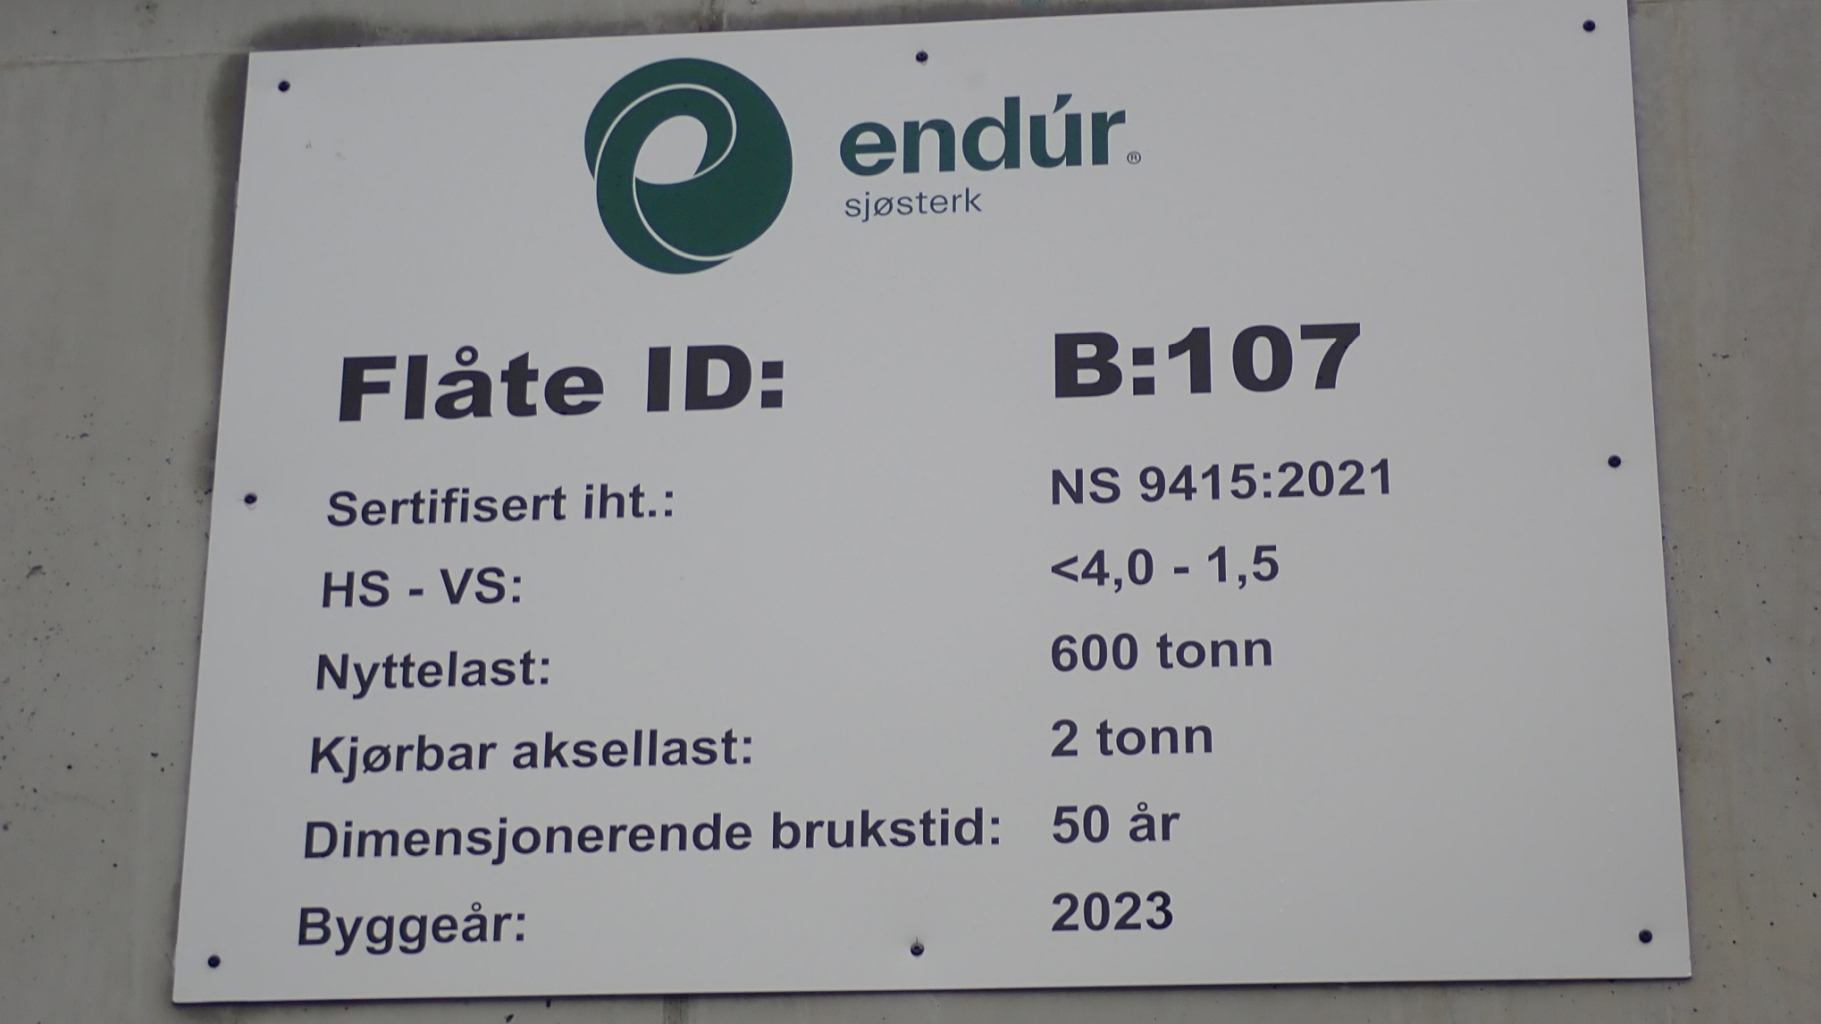 endúr®
sjøsterk
Flåte ID: B:107
Sertifisert iht.: NS 9415:2021
HS - VS: <4,0 - 1,5
Nyttelast: 600 tonn
Kjørbar aksellast: 2 tonn
Dimensjonerende brukstid: 50 år
Byggeår: 2023